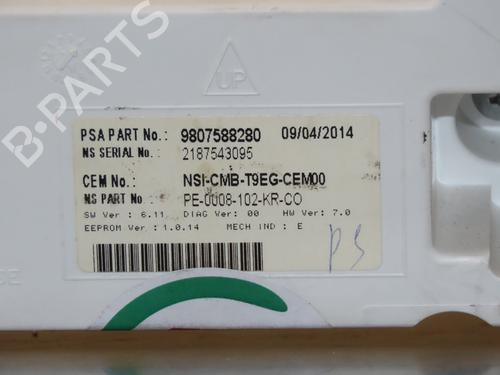 UP
PSA PART No.: 9807588280 09/04/2014
NS SERIAL No.: 2187543095
CEM No.: NSI-CMB-T9EG-CEM00
NS PART No.: PE-0008-102-KR-CO
SW Ver : 6.11 DIAG Ver: 00 HW Ver: 7.0
EEPROM Ver :1.0.14 MECH IND : E
PS
B-PARTS